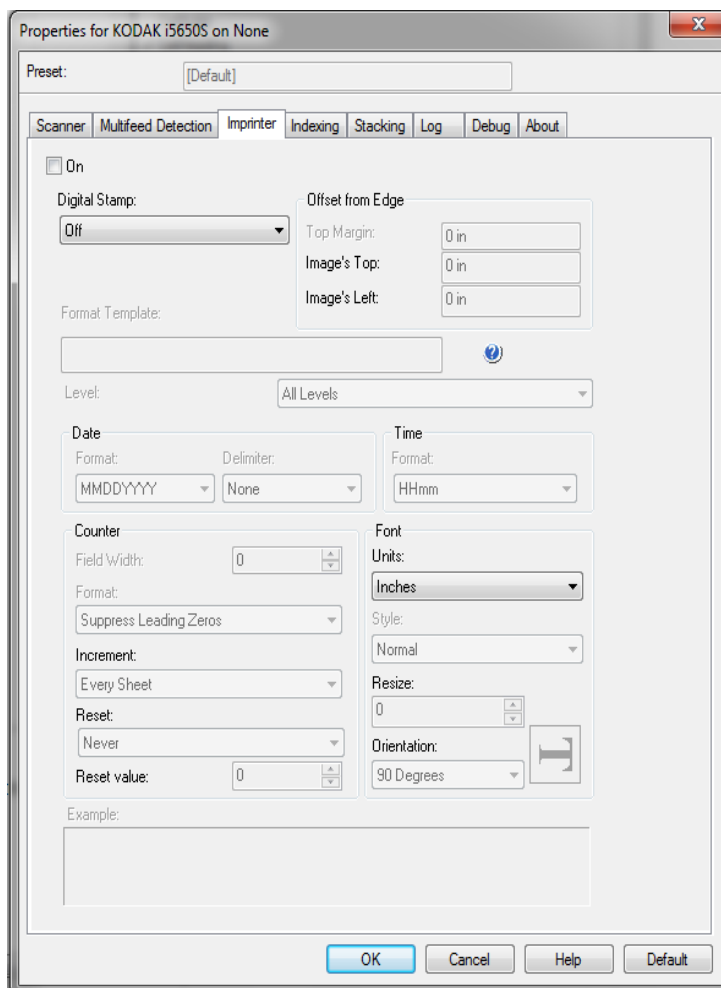 Properties for KODAK i5650S on None
Preset: [Default]
Scanner Multifeed Detection Imprinter Indexing Stacking Log Debug About
On
Digital Stamp:
Off
Offset from Edge
Top Margin: 0 in
Image's Top: 0 in
Image's Left: 0 in
Format Template:
Level: All Levels
Date
Format: Delimiter:
MMDDYYYY None
Time
Format:
HHmm
Counter
Field Width: 0
Format:
Suppress Leading Zeros
Increment:
Every Sheet
Reset:
Never
Reset value: 0
Font
Units:
Inches
Style:
Normal
Resize:
0
Orientation:
90 Degrees
T
Example:
OK Cancel Help Default